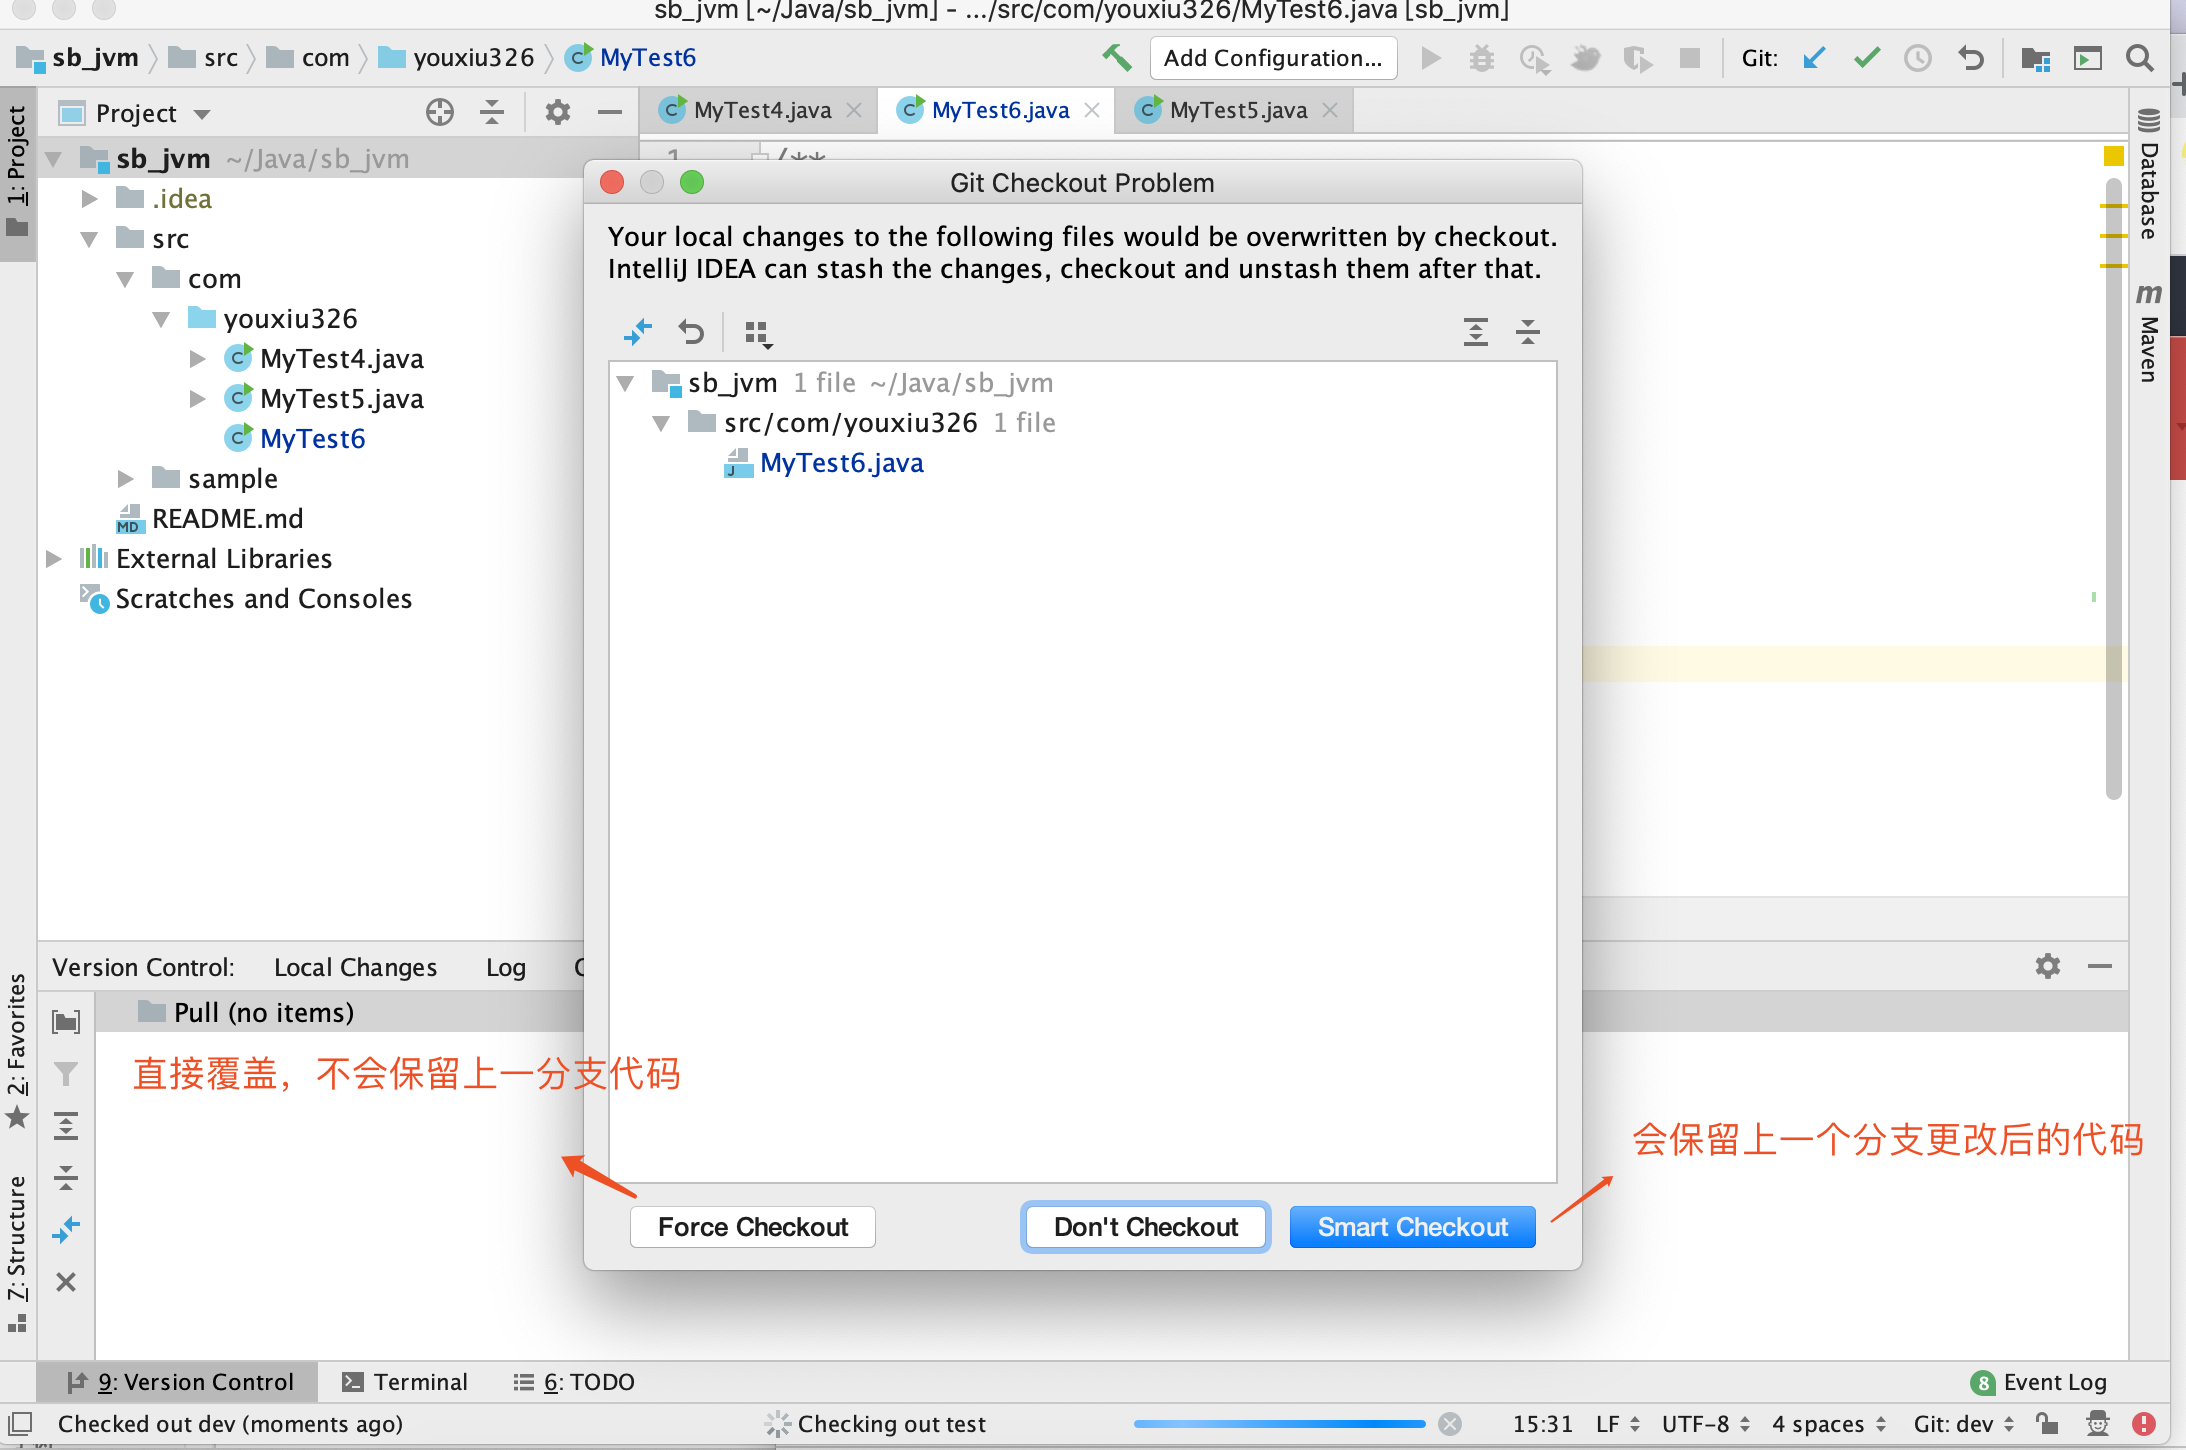 sb_jvm [~/Java/sb_jvm] - .../src/com/youxiu326/MyTest6.java [sb_jvm]
sb_jvm src com youxiu326 MyTest6 Add Configuration... Git:
1: Project
Project
MyTest4.java MyTest6.java MyTest5.java
sb_jvm ~/Java/sb_jvm
.idea
src
com
youxiu326
MyTest4.java
MyTest5.java
MyTest6
sample
README.md
External Libraries
Scratches and Consoles
1 /**
Database
Maven
Git Checkout Problem
Your local changes to the following files would be overwritten by checkout.
IntelliJ IDEA can stash the changes, checkout and unstash them after that.
sb_jvm 1 file ~/Java/sb_jvm
src/com/youxiu326 1 file
MyTest6.java
Force Checkout Don't Checkout Smart Checkout
直接覆盖，不会保留上一分支代码
会保留上一个分支更改后的代码
2: Favorites
7: Structure
Version Control: Local Changes Log
Pull (no items)
9: Version Control Terminal 6: TODO 8 Event Log
Checked out dev (moments ago) Checking out test 15:31 LF UTF-8 4 spaces Git: dev